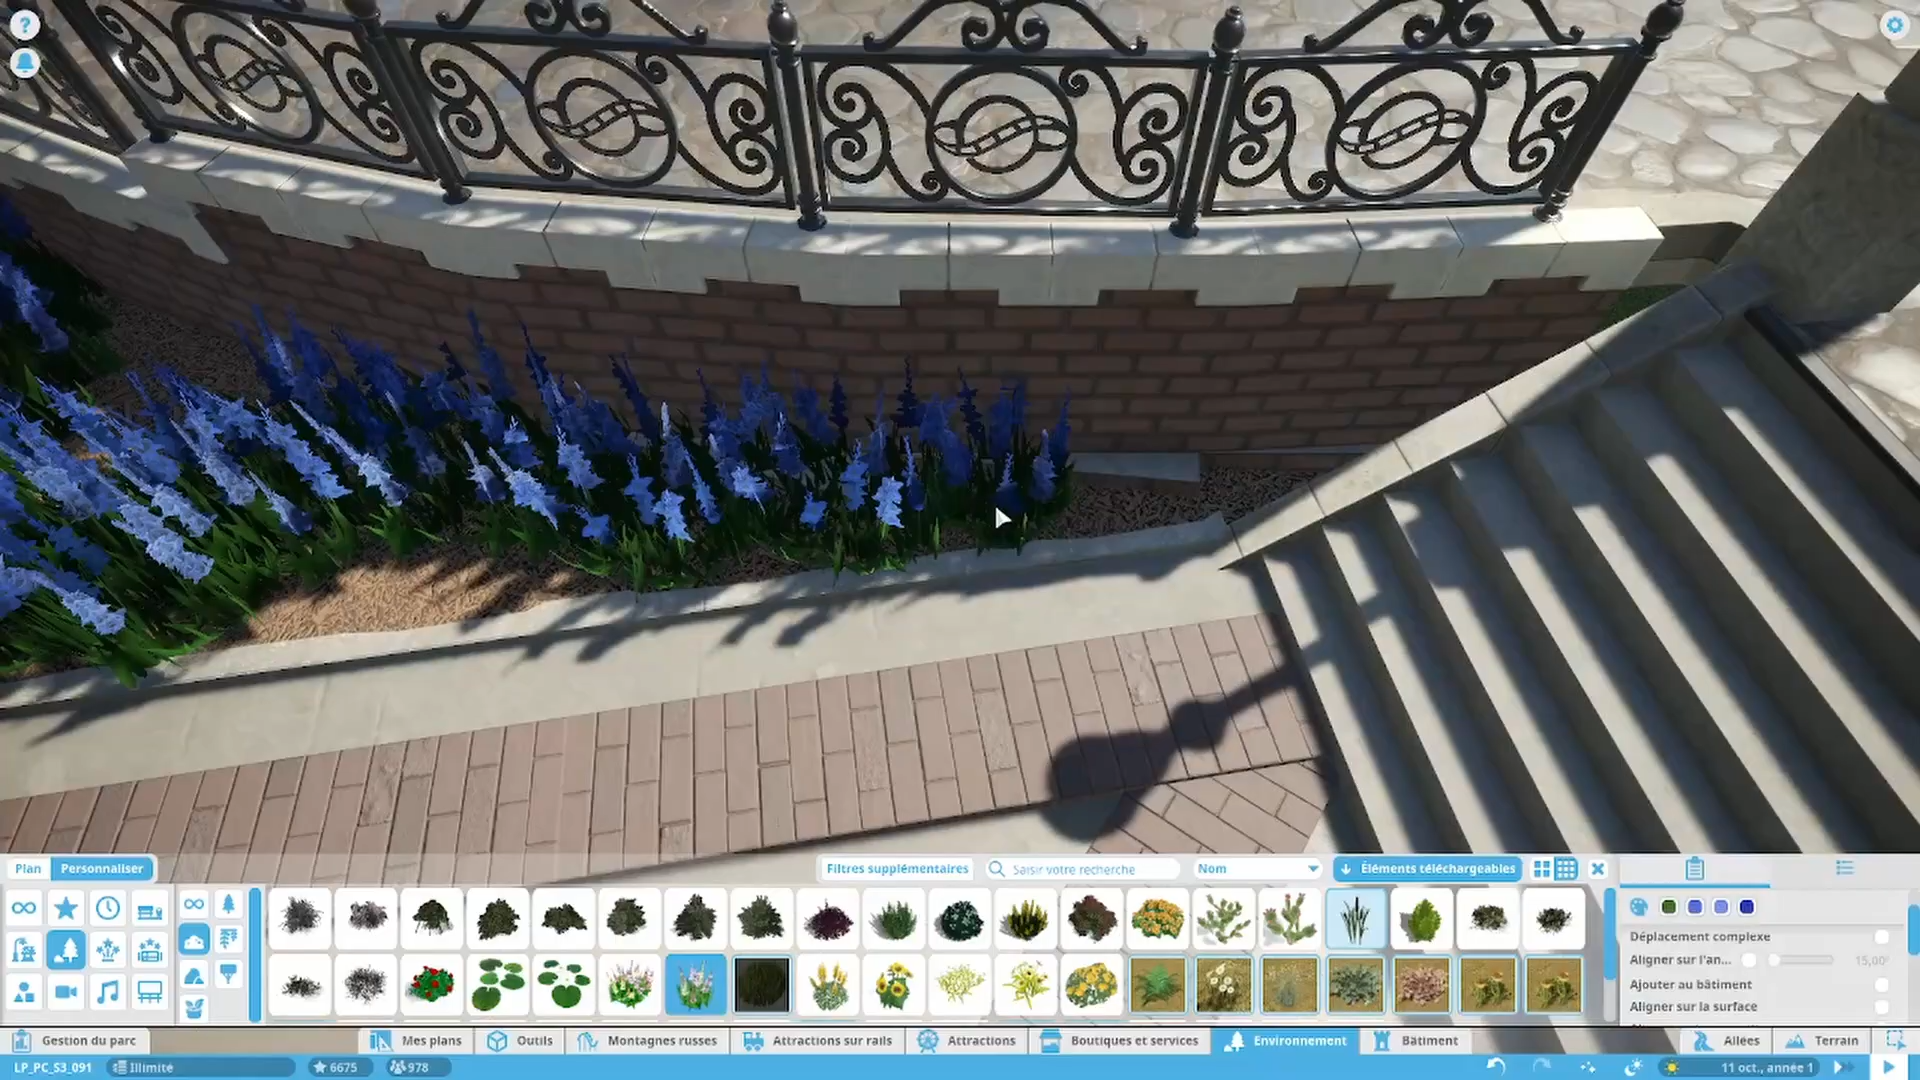 ?
Plan Personnaliser
Filtres supplémentaires
Saisir votre recherche
Nom
Éléments téléchargeables
Déplacement complexe
Aligner sur l'an... 15,00°
Ajouter au bâtiment
Aligner sur la surface
Gestion du parc
Mes plans
Outils
Montagnes russes
Attractions sur rails
Attractions
Boutiques et services
Environnement
Bâtiment
Allées
Terrain
LP_PC_S3_091
Illimité
6675
978
11 oct., année 1